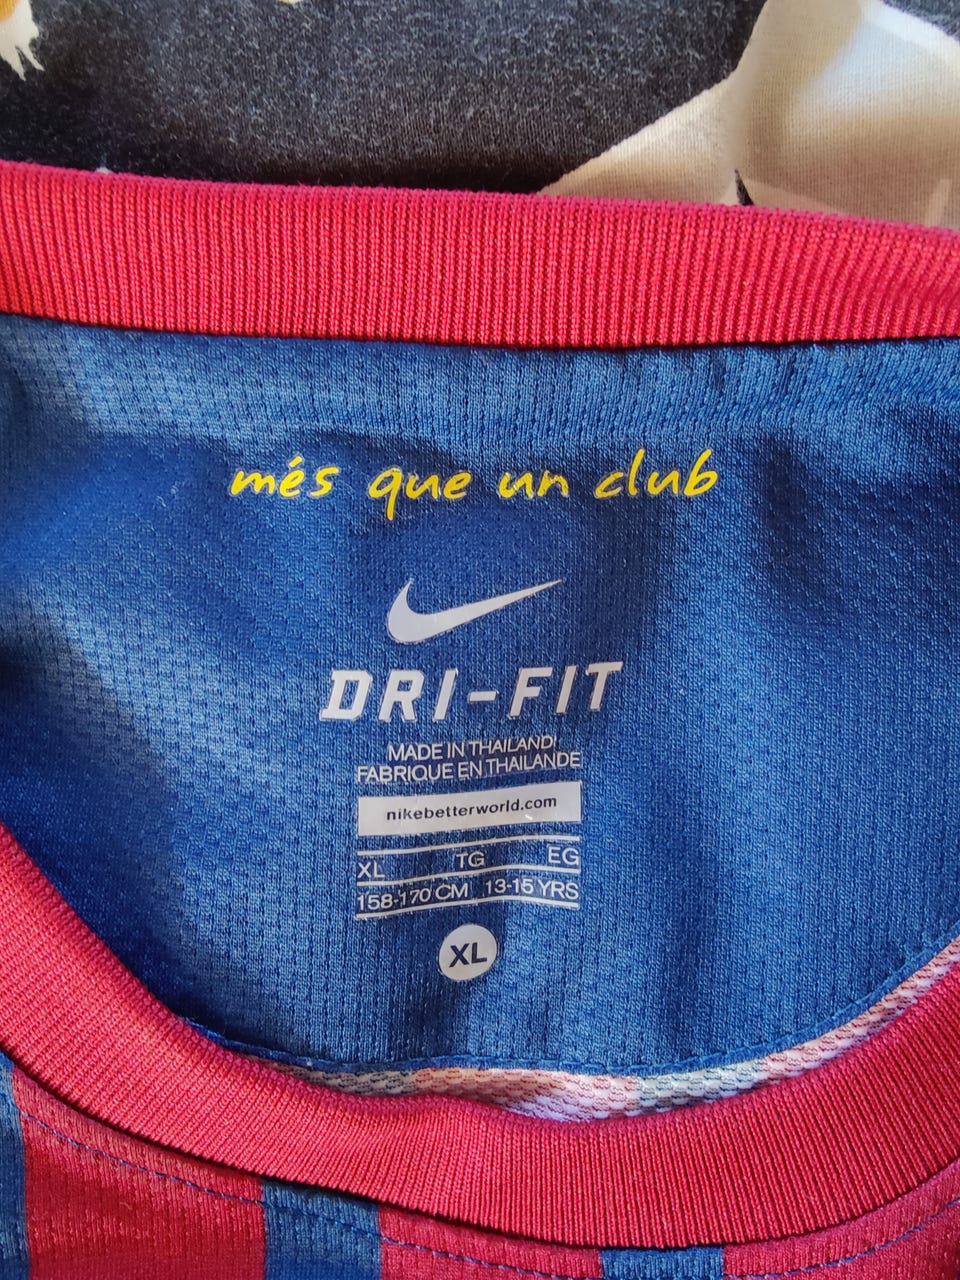 més que un club
DRI-FIT
MADE IN THAILAND
FABRIQUE EN THAILANDE
nikebetterworld.com
XL TG EG
158-170 CM 13-15 YRS
XL